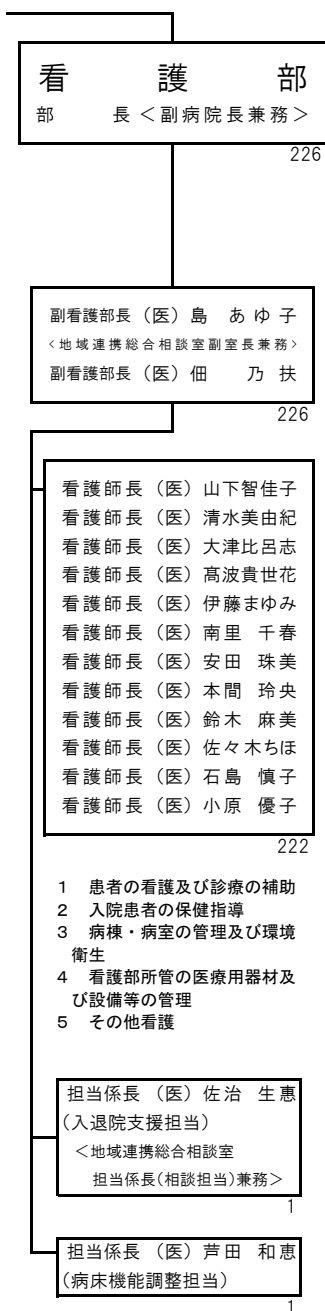 看護部
部長＜副病院長兼務＞
226
副看護部長（医）島 あゆ子
＜地域連携総合相談室副室長兼務＞
副看護部長（医）佃 乃扶
226
看護師長（医）山下智佳子
看護師長（医）清水美由紀
看護師長（医）大津比呂志
看護師長（医）髙波貴世花
看護師長（医）伊藤まゆみ
看護師長（医）南里 千春
看護師長（医）安田 珠美
看護師長（医）本間 玲央
看護師長（医）鈴木 麻美
看護師長（医）佐々木ちほ
看護師長（医）石島 慎子
看護師長（医）小原 優子
222
1 患者の看護及び診療の補助
2 入院患者の保健指導
3 病棟・病室の管理及び環境
衛生
4 看護部所管の医療用器材及
び設備等の管理
5 その他看護
担当係長（医）佐治 生惠
(入退院支援担当)
＜地域連携総合相談室
担当係長(相談担当)兼務＞
1
担当係長（医）芦田 和恵
(病床機能調整担当)
1